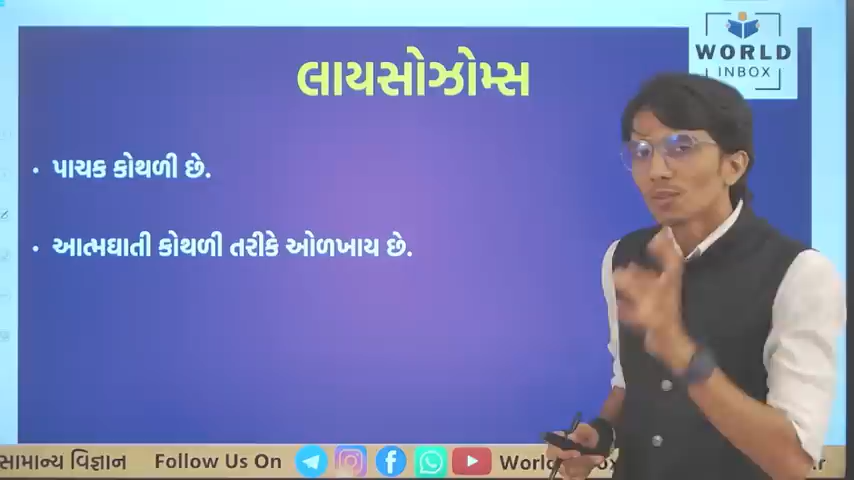 WORLD
INBOX
લાયસોઝોમ્સ
• પાચક કોથળી છે.
• આત્મઘાતી કોથળી તરીકે ઓળખાય છે.
સામાન્ય વિજ્ઞાન Follow Us On